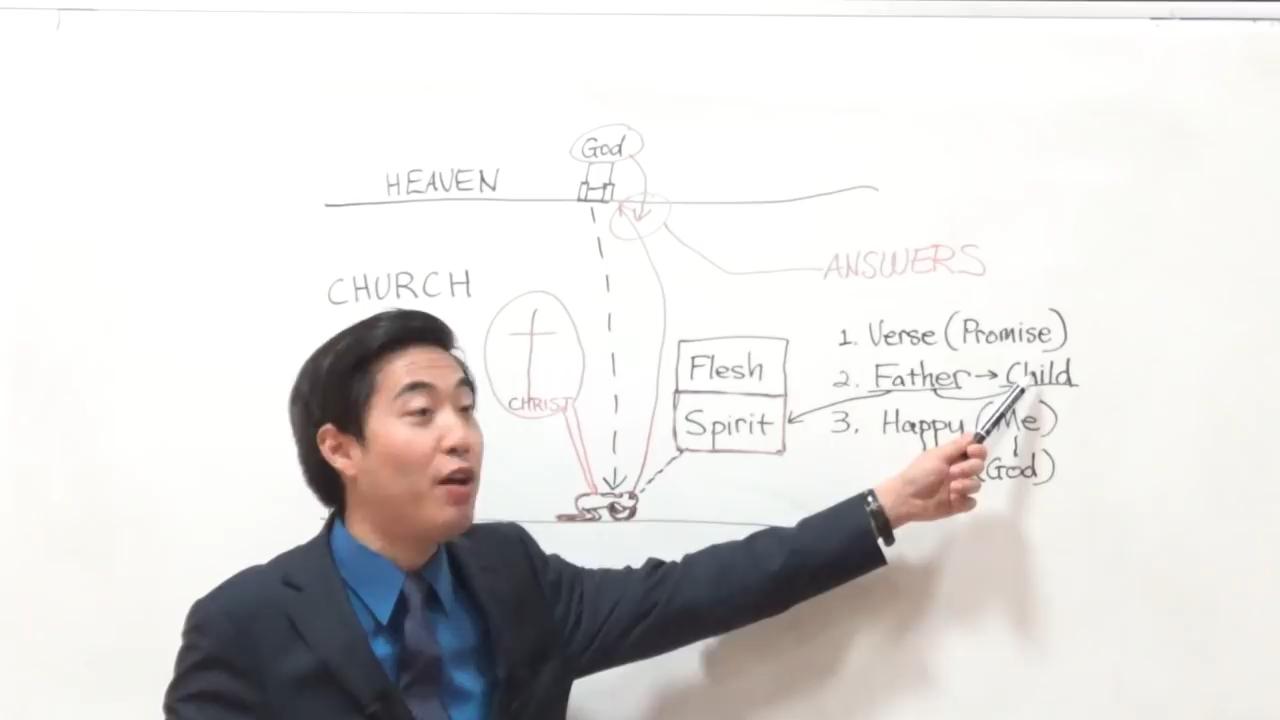 God
HEAVEN
ANSWERS
CHURCH
CHRIST
Flesh
Spirit
1. Verse (Promise)
2. Father → Child
3. Happy (Me)
(God)